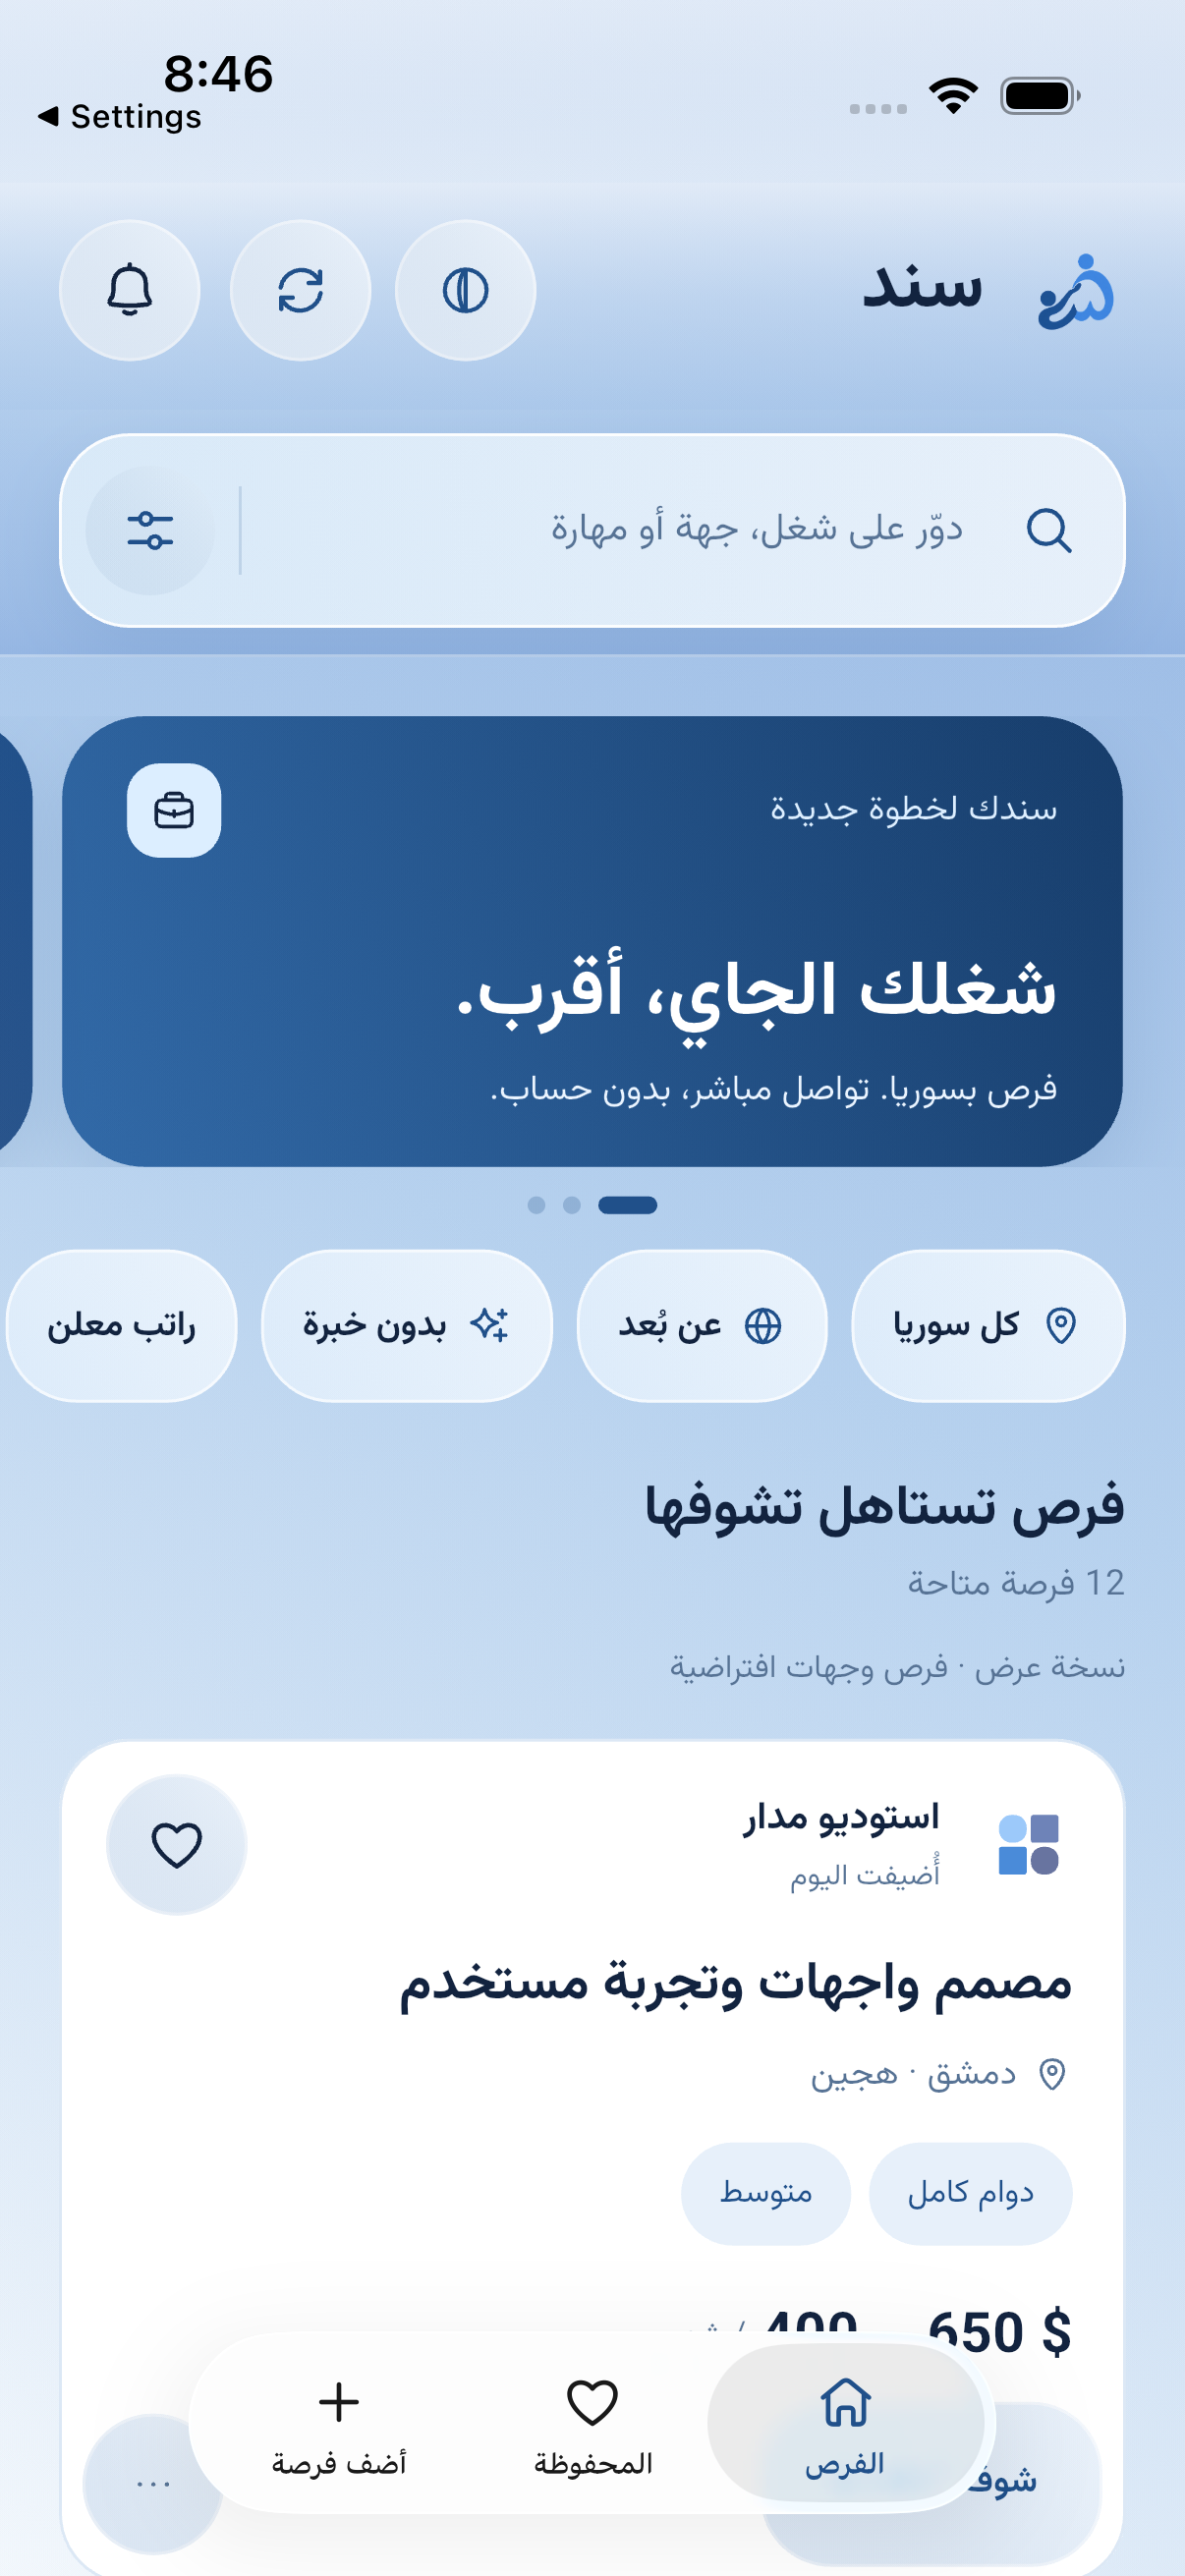 8:46
Settings
سند
دوّر على شغل، جهة أو مهارة
سندك لخطوة جديدة
شغلك الجاي، أقرب.
فرص بسوريا. تواصل مباشر، بدون حساب.
كل سوريا
عن بُعد
بدون خبرة
راتب معلن
فرص تستاهل تشوفها
12 فرصة متاحة
نسخة عرض · فرص وجهات افتراضية
استوديو مدار
أُضيفت اليوم
مصمم واجهات وتجربة مستخدم
دمشق · هجين
دوام كامل
متوسط
650 $ 400 /
الفرص
المحفوظة
أضف فرصة